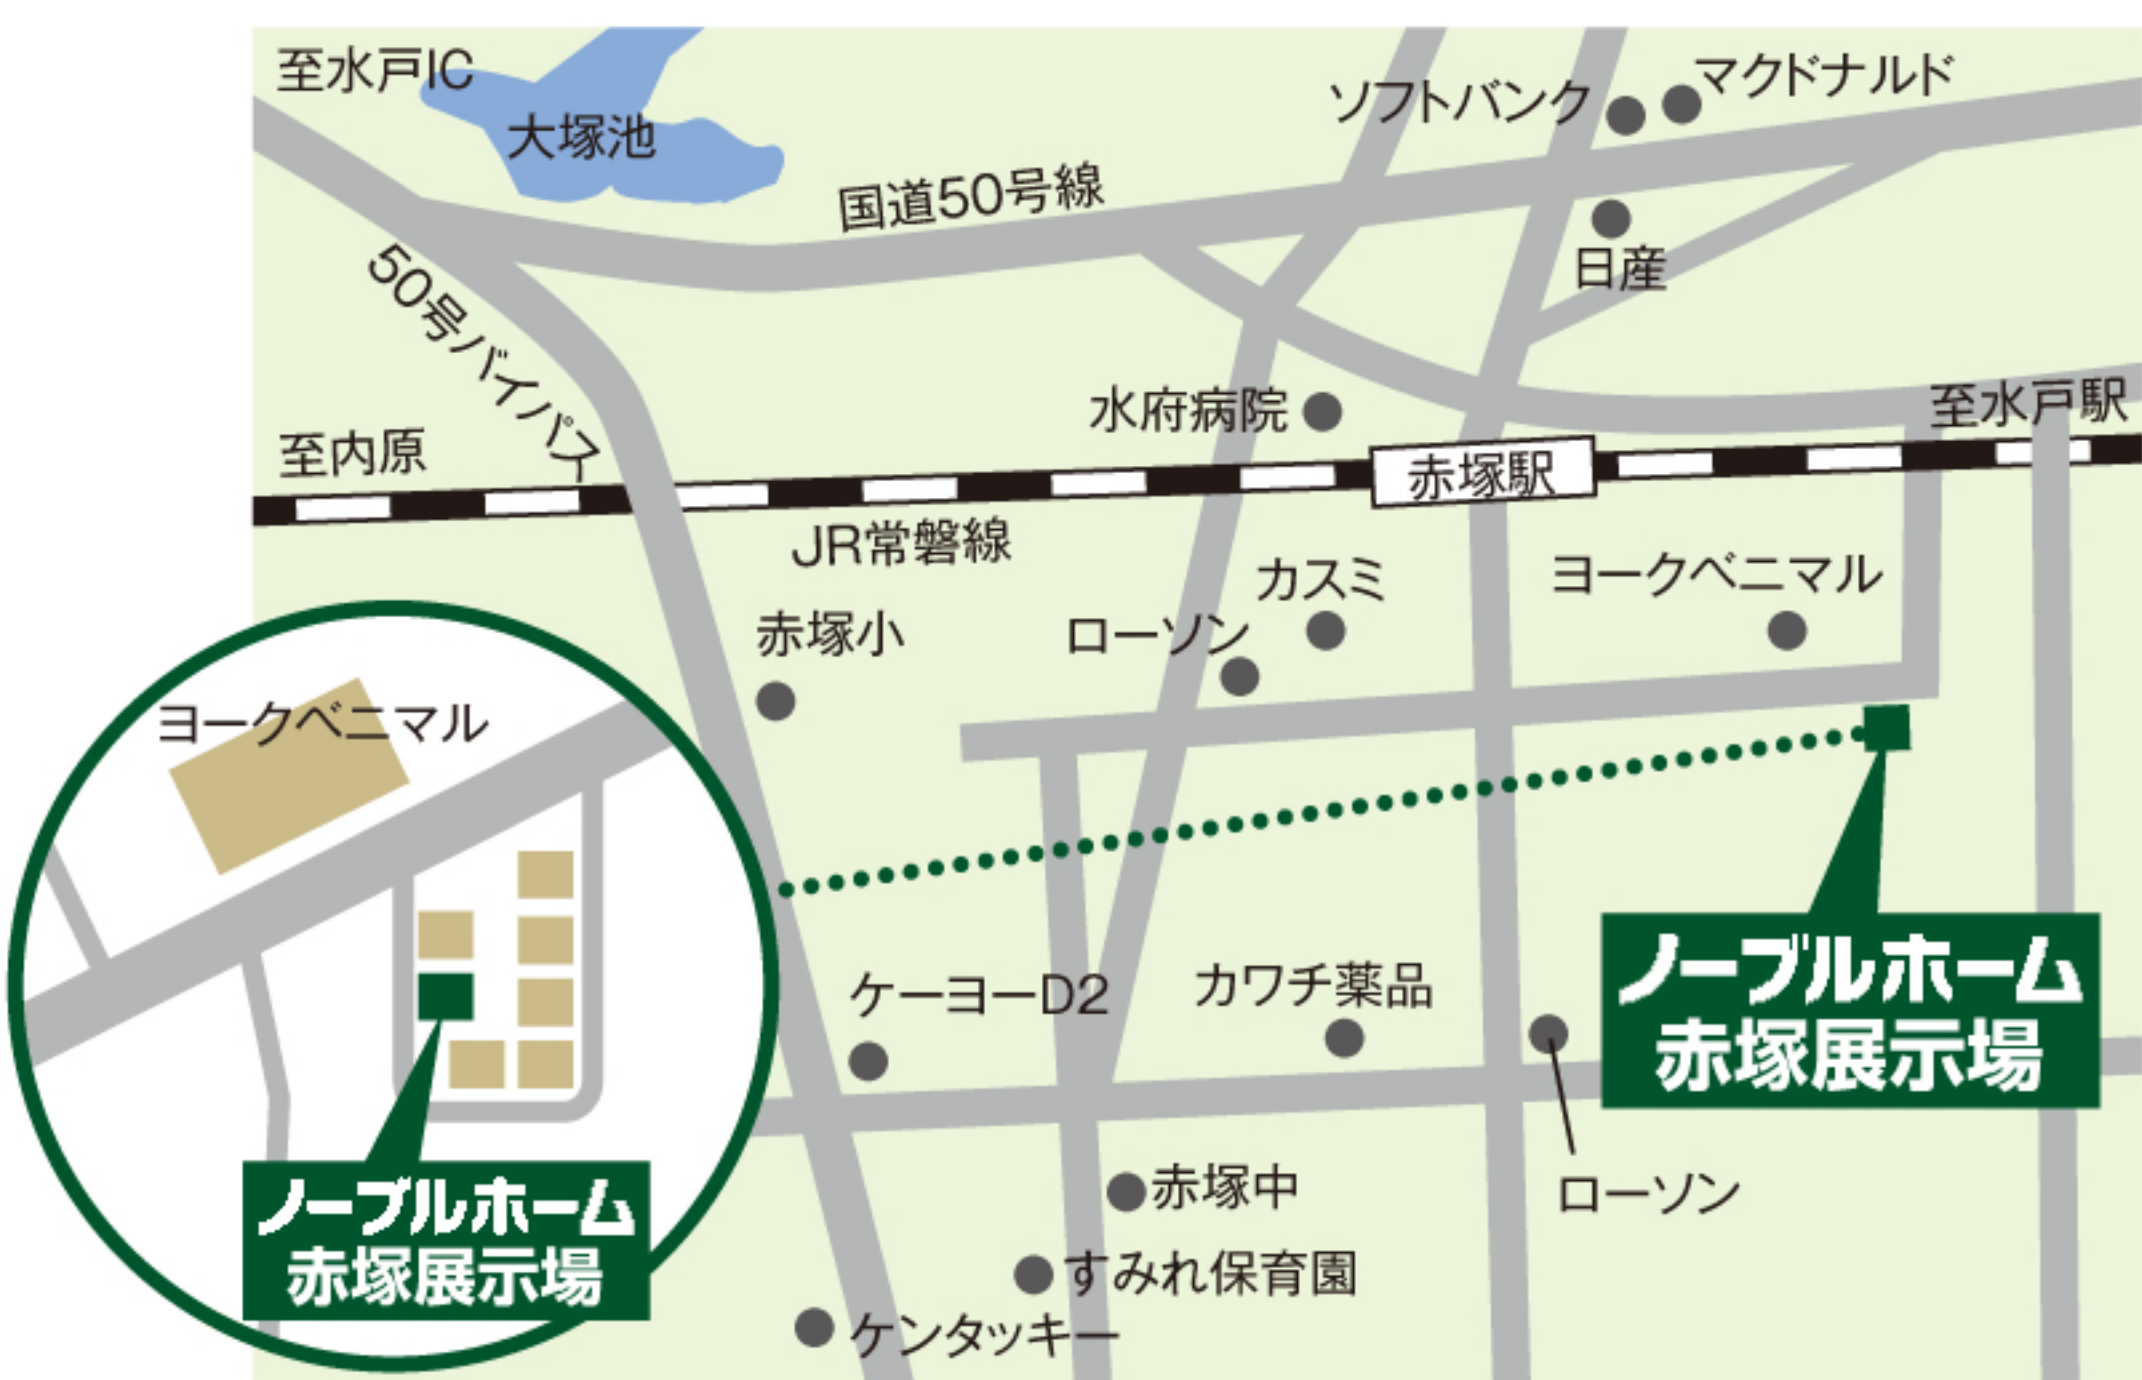 至水戸IC
大塚池
ソフトバンク
マクドナルド
国道50号線
日産
50号バイパス
水府病院
至水戸駅
至内原
赤塚駅
JR常磐線
カスミ
ヨークベニマル
赤塚小
ローソン
ヨークベニマル
ケーヨーD2
カワチ薬品
ノーブルホーム
赤塚展示場
ノーブルホーム
赤塚展示場
赤塚中
ローソン
すみれ保育園
ケンタッキー